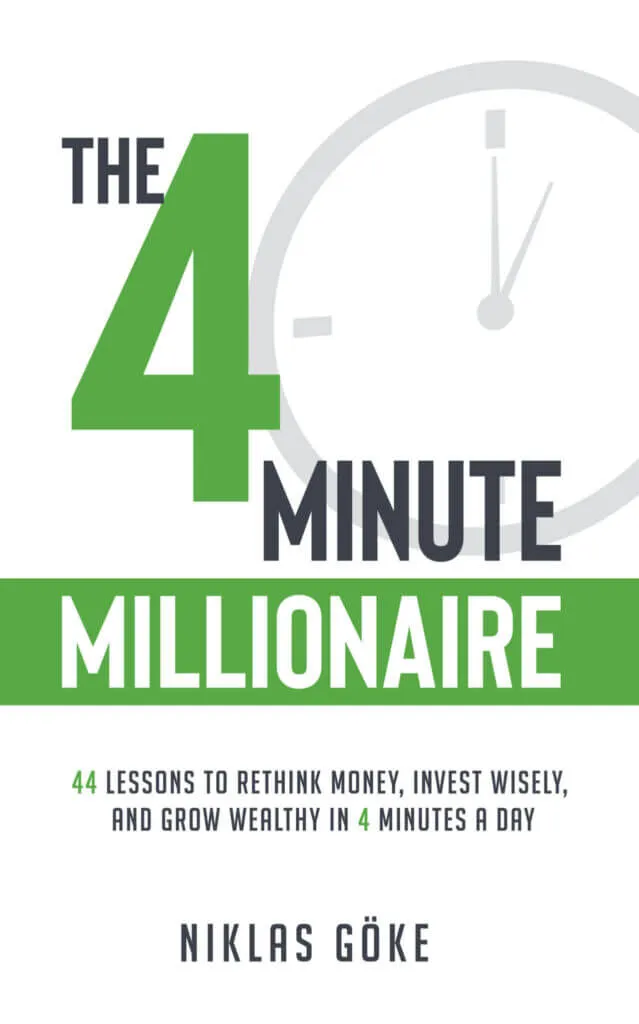 THE
4
MINUTE
MILLIONAIRE
44 LESSONS TO RETHINK MONEY, INVEST WISELY,
AND GROW WEALTHY IN 4 MINUTES A DAY
NIKLAS GÖKE